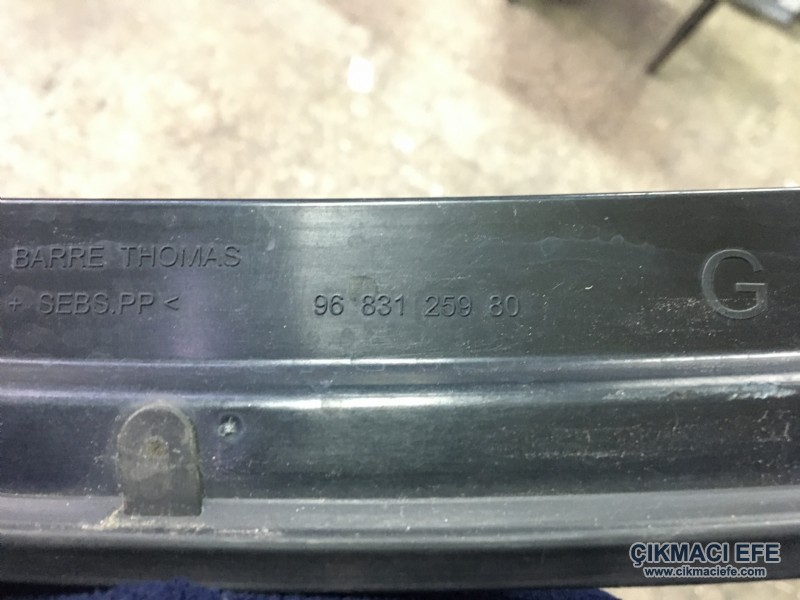 BARRE THOMAS
+ SEBS.PP <
96 831 259 80
G
ÇIKMACI EFE
www.cikmaciefe.com